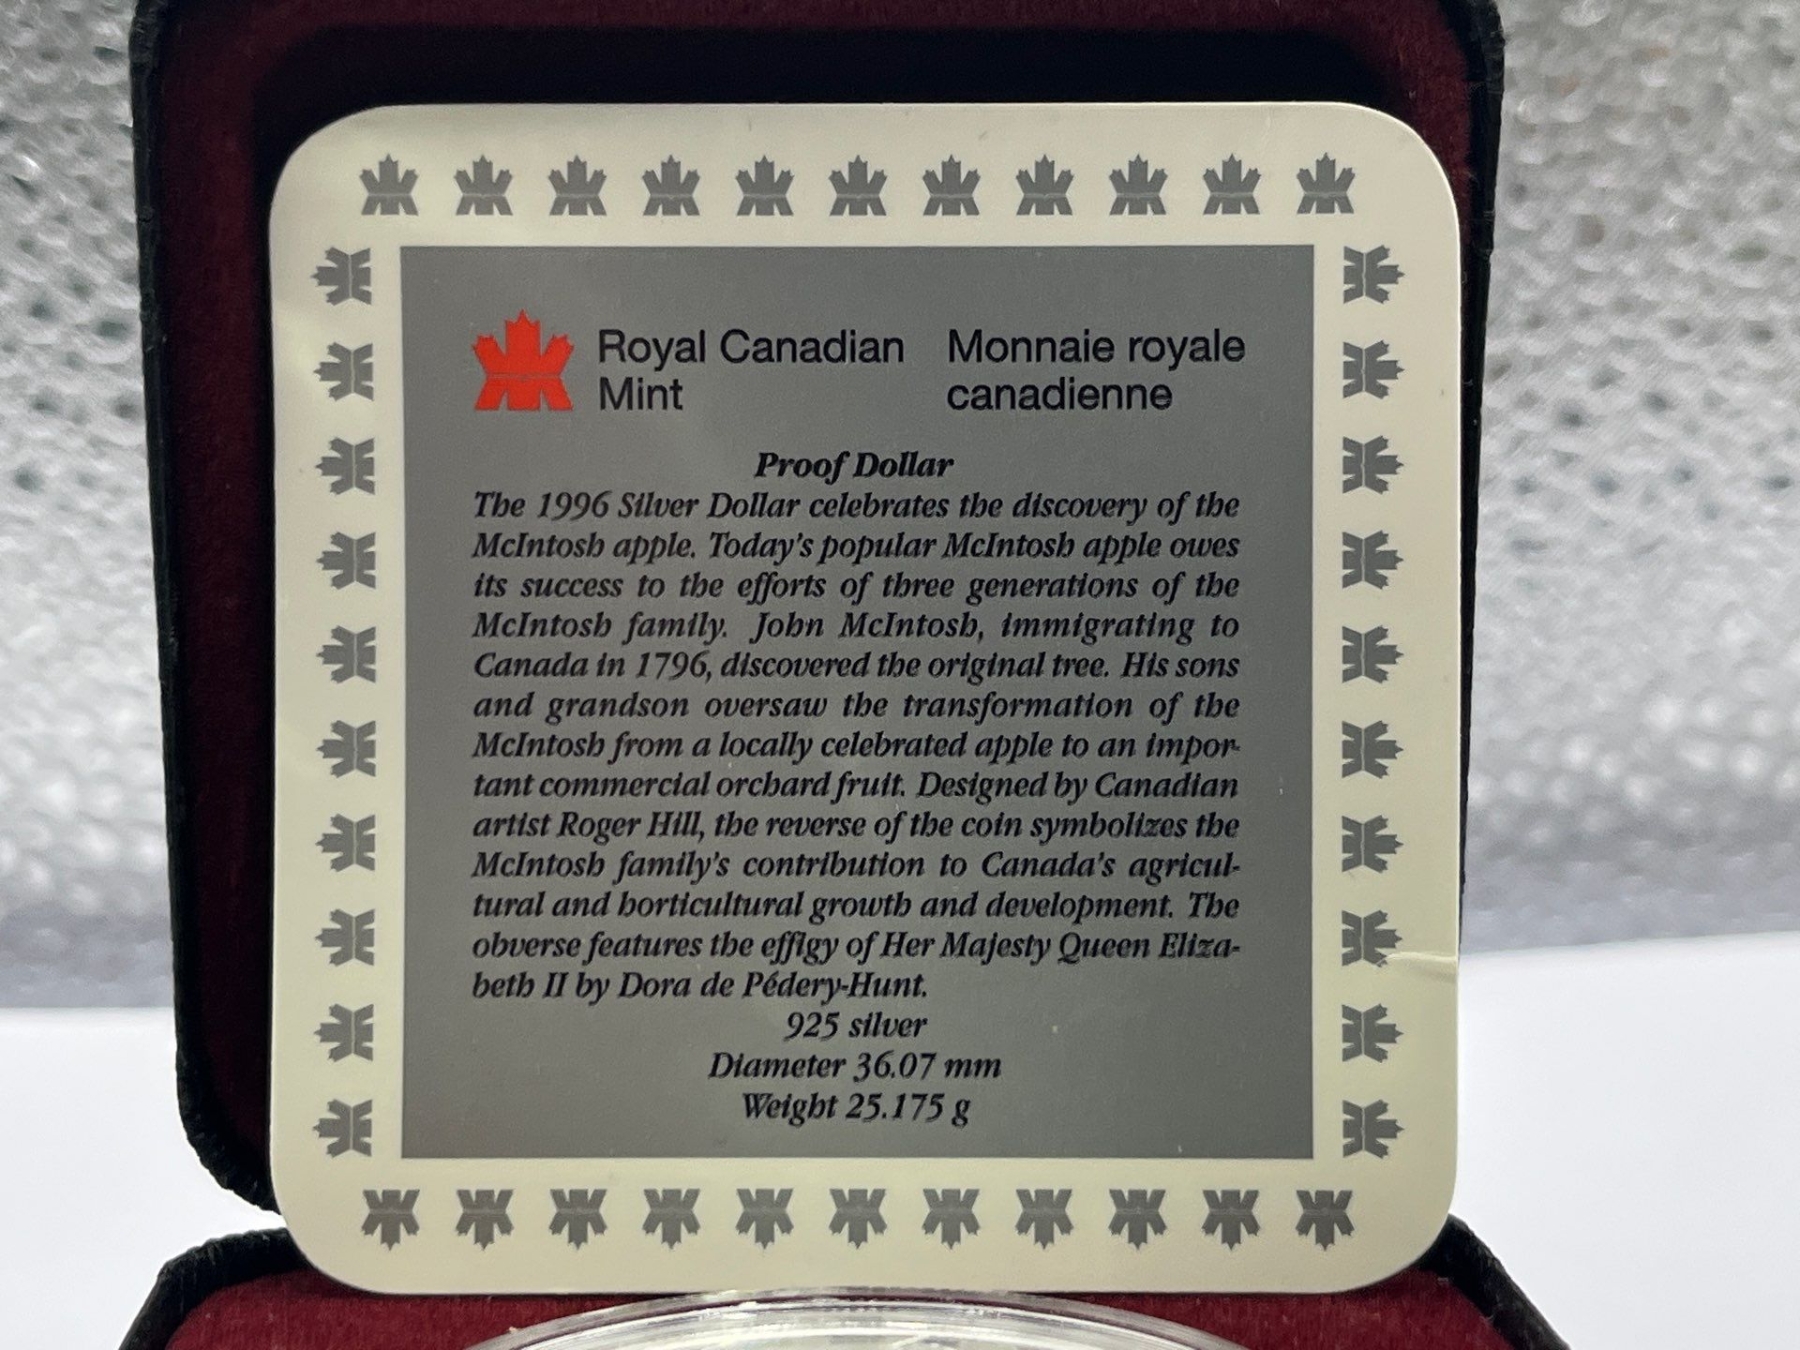 Royal Canadian Mint
Monnaie royale canadienne
Proof Dollar
The 1996 Silver Dollar celebrates the discovery of the
McIntosh apple. Today's popular McIntosh apple owes
its success to the efforts of three generations of the
McIntosh family. John McIntosh, immigrating to
Canada in 1796, discovered the original tree. His sons
and grandson oversaw the transformation of the
McIntosh from a locally celebrated apple to an impor-
tant commercial orchard fruit. Designed by Canadian
artist Roger Hill, the reverse of the coin symbolizes the
McIntosh family's contribution to Canada's agricul-
tural and horticultural growth and development. The
obverse features the effigy of Her Majesty Queen Eliza-
beth II by Dora de Pédery-Hunt.
925 silver
Diameter 36.07 mm
Weight 25.175 g